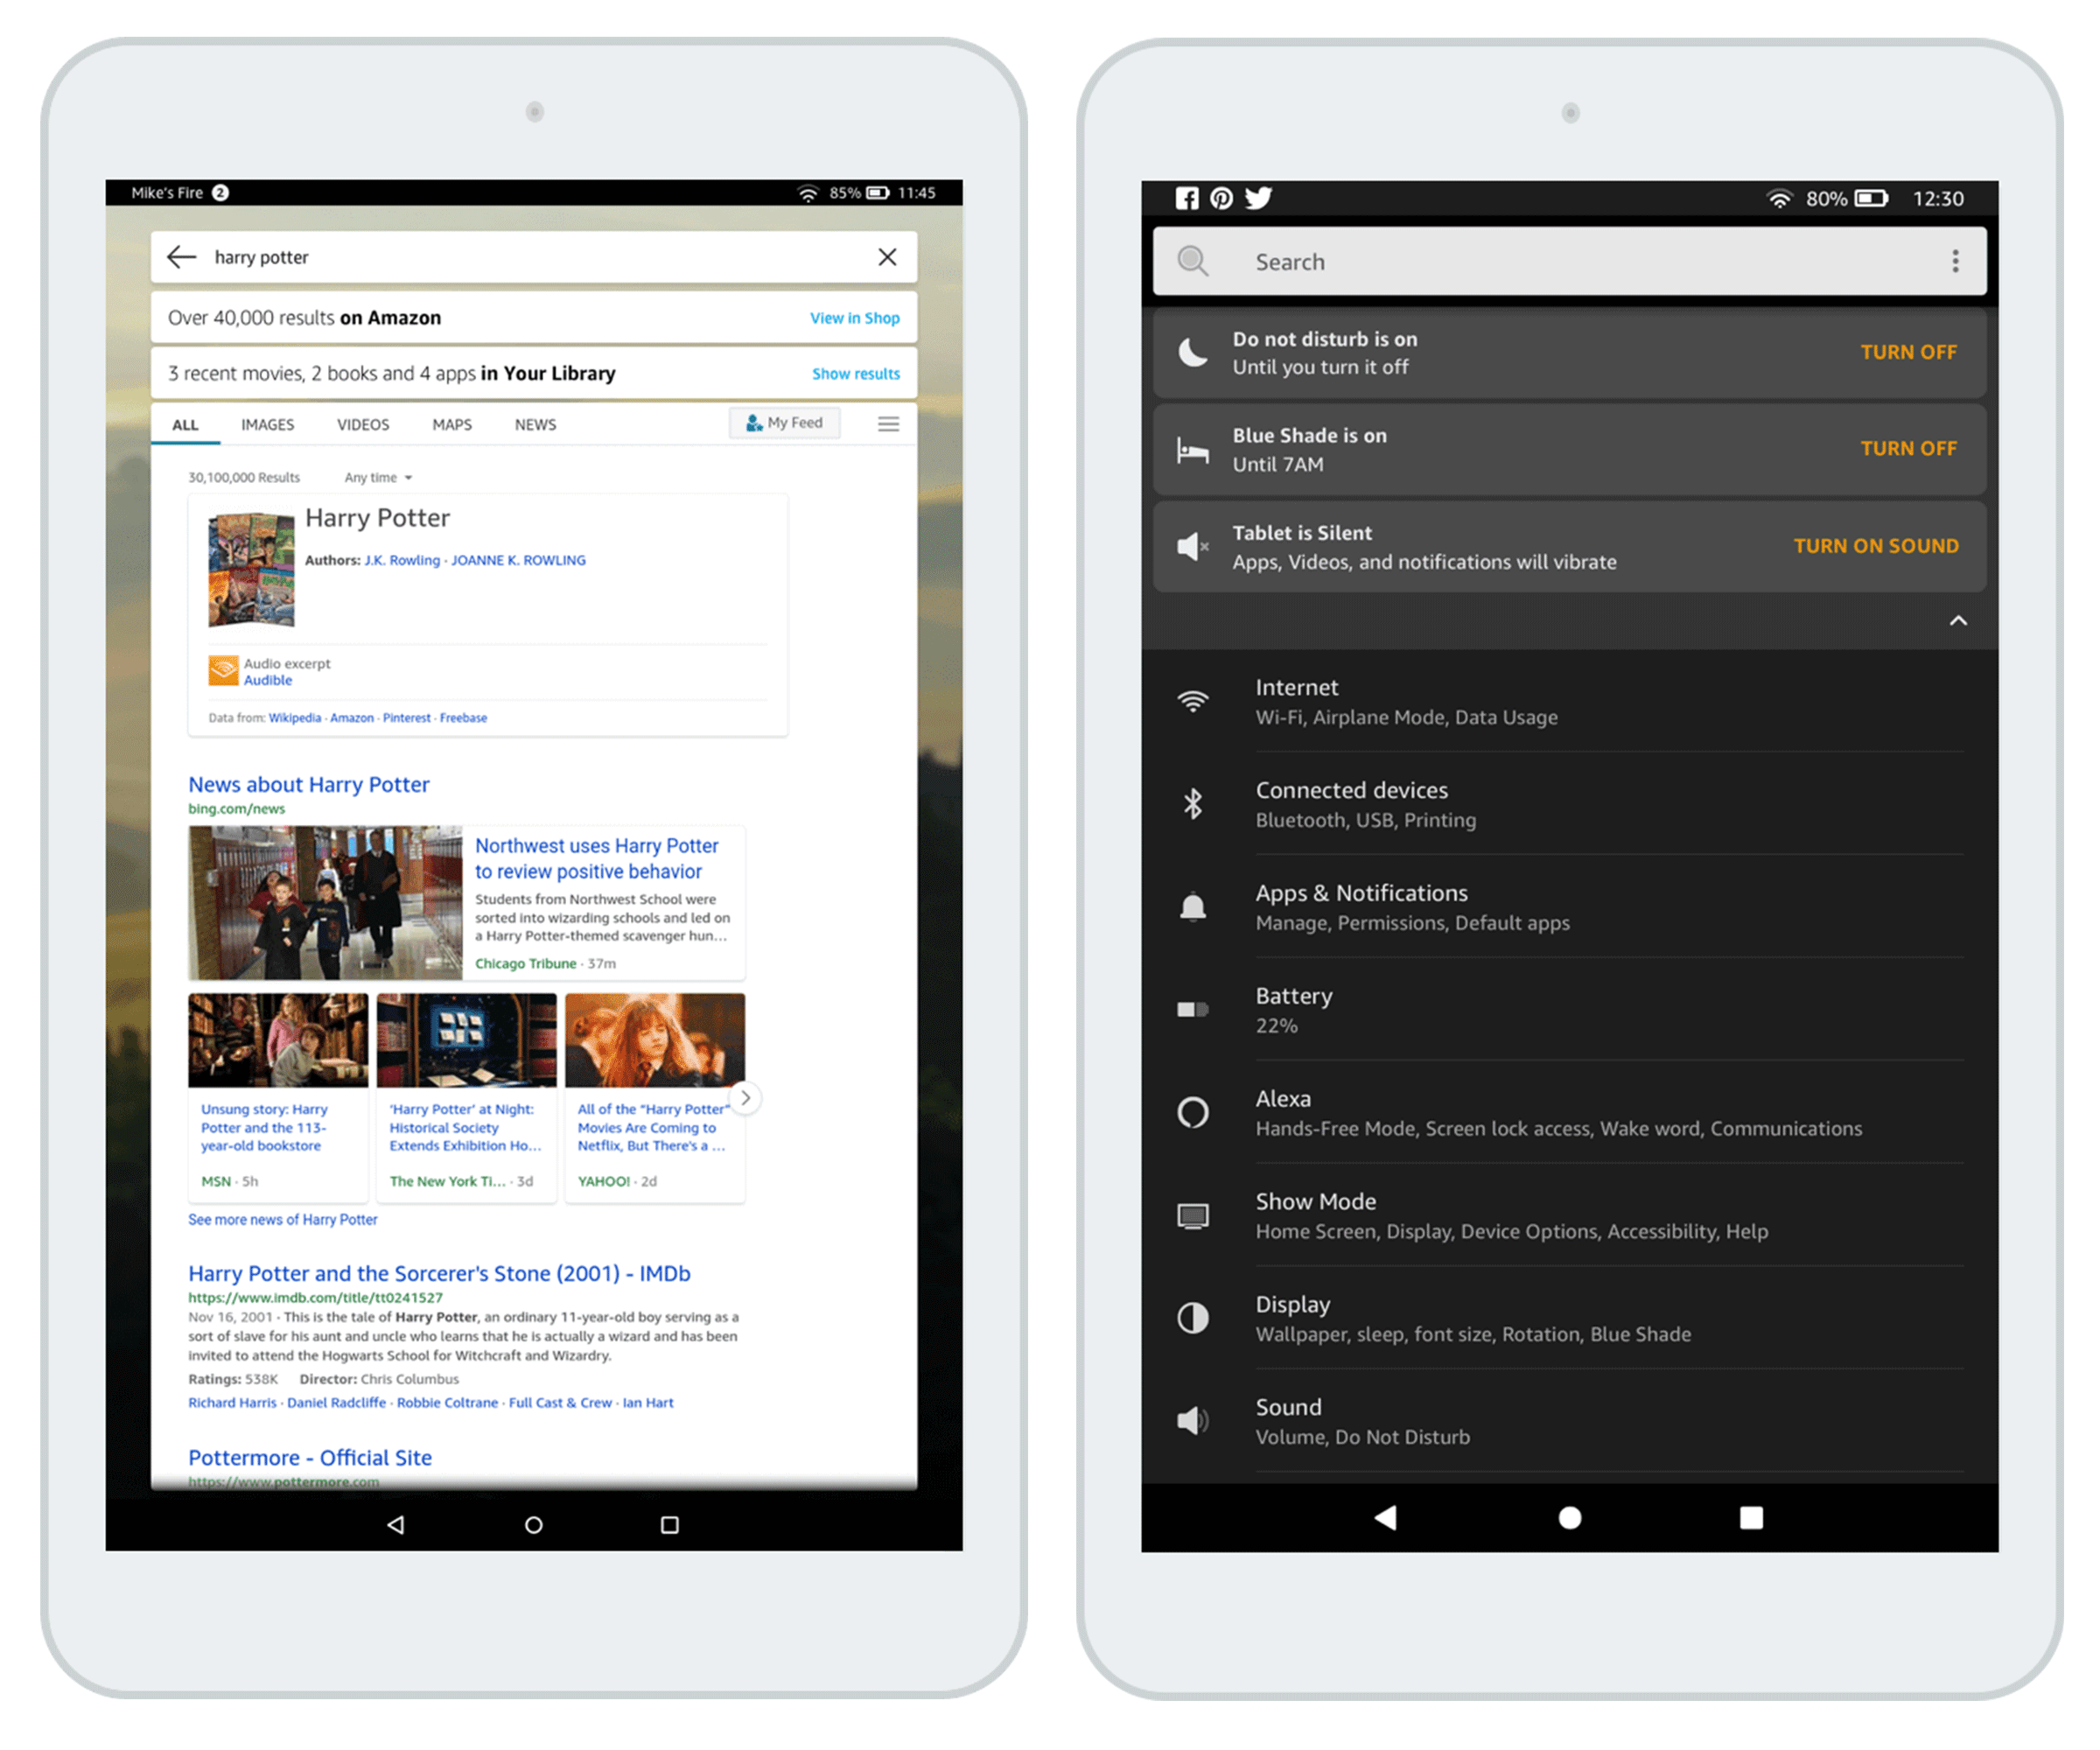 Mike's Fire 2
85% 11:45
harry potter
Over 40,000 results on Amazon View in Shop
3 recent movies, 2 books and 4 apps in Your Library Show results
ALL IMAGES VIDEOS MAPS NEWS My Feed
30,100,000 Results Any time
Harry Potter
Authors: J.K. Rowling · JOANNE K. ROWLING
Audio excerpt
Audible
Data from: Wikipedia · Amazon · Pinterest · Freebase
News about Harry Potter
bing.com/news
Northwest uses Harry Potter
to review positive behavior
Students from Northwest School were
sorted into wizarding schools and led on
a Harry Potter-themed scavenger hun...
Chicago Tribune · 37m
Unsung story: Harry
Potter and the 113-
year-old bookstore
MSN · 5h
'Harry Potter' at Night:
Historical Society
Extends Exhibition Ho...
The New York Ti... · 3d
All of the "Harry Potter"
Movies Are Coming to
Netflix, But There's a ...
YAHOO! · 2d
See more news of Harry Potter
Harry Potter and the Sorcerer's Stone (2001) - IMDb
https://www.imdb.com/title/tt0241527
Nov 16, 2001 · This is the tale of Harry Potter, an ordinary 11-year-old boy serving as a
sort of slave for his aunt and uncle who learns that he is actually a wizard and has been
invited to attend the Hogwarts School for Witchcraft and Wizardry.
Ratings: 538K Director: Chris Columbus
Richard Harris · Daniel Radcliffe · Robbie Coltrane · Full Cast & Crew · Ian Hart
Pottermore - Official Site
https://www.pottermore.com
80% 12:30
Search
Do not disturb is on
Until you turn it off
TURN OFF
Blue Shade is on
Until 7AM
TURN OFF
Tablet is Silent
Apps, Videos, and notifications will vibrate
TURN ON SOUND
Internet
Wi-Fi, Airplane Mode, Data Usage
Connected devices
Bluetooth, USB, Printing
Apps & Notifications
Manage, Permissions, Default apps
Battery
22%
Alexa
Hands-Free Mode, Screen lock access, Wake word, Communications
Show Mode
Home Screen, Display, Device Options, Accessibility, Help
Display
Wallpaper, sleep, font size, Rotation, Blue Shade
Sound
Volume, Do Not Disturb